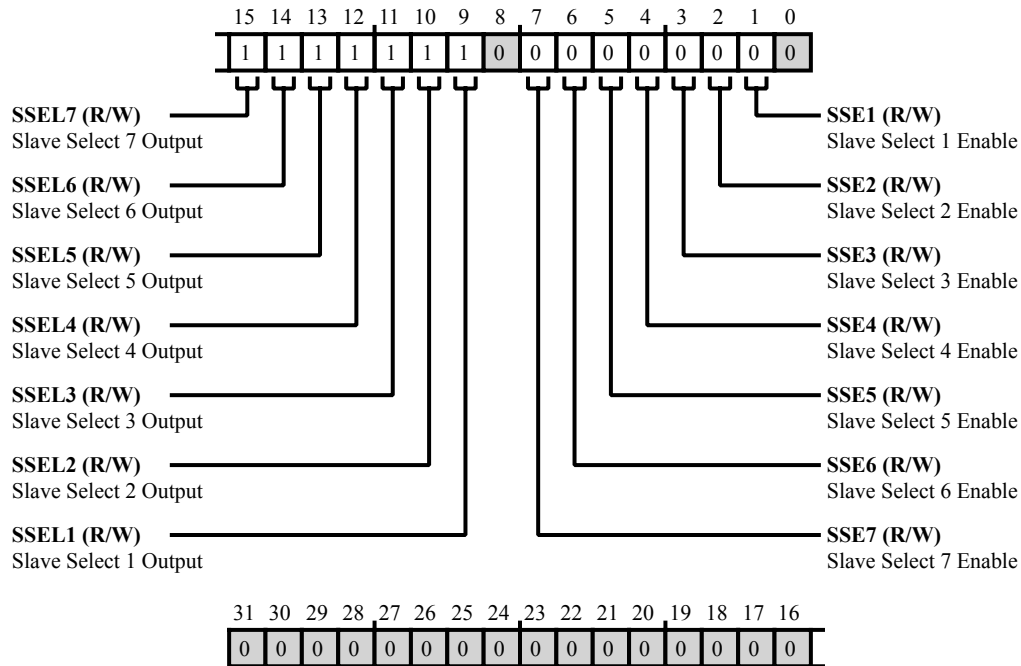 15 14 13 12 11 10 9 8 7 6 5 4 3 2 1 0
1 1 1 1 1 1 1 0 0 0 0 0 0 0 0 0
SSEL7 (R/W)
Slave Select 7 Output
SSEL6 (R/W)
Slave Select 6 Output
SSEL5 (R/W)
Slave Select 5 Output
SSEL4 (R/W)
Slave Select 4 Output
SSEL3 (R/W)
Slave Select 3 Output
SSEL2 (R/W)
Slave Select 2 Output
SSEL1 (R/W)
Slave Select 1 Output
SSE1 (R/W)
Slave Select 1 Enable
SSE2 (R/W)
Slave Select 2 Enable
SSE3 (R/W)
Slave Select 3 Enable
SSE4 (R/W)
Slave Select 4 Enable
SSE5 (R/W)
Slave Select 5 Enable
SSE6 (R/W)
Slave Select 6 Enable
SSE7 (R/W)
Slave Select 7 Enable
31 30 29 28 27 26 25 24 23 22 21 20 19 18 17 16
0 0 0 0 0 0 0 0 0 0 0 0 0 0 0 0